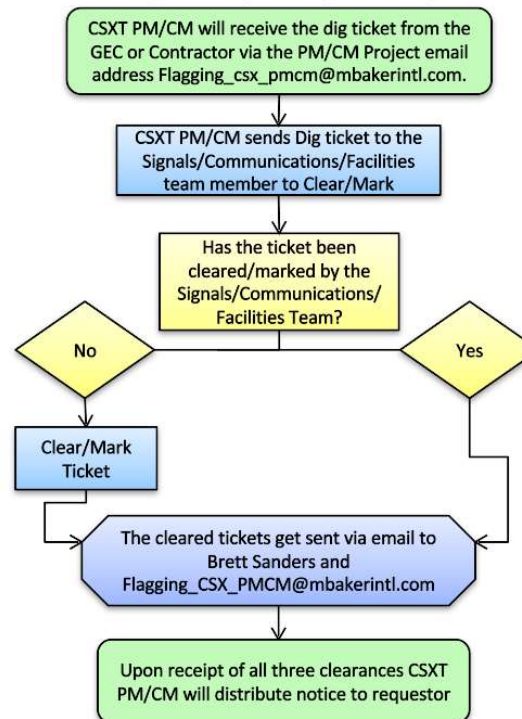 CSXT PM/CM will receive the dig ticket from the
GEC or Contractor via the PM/CM Project email
address Flagging_csx_pmcm@mbakerintl.com.
CSXT PM/CM sends Dig ticket to the
Signals/Communications/Facilities
team member to Clear/Mark
Has the ticket been
cleared/marked by the
Signals/Communications/
Facilities Team?
No
Yes
Clear/Mark
Ticket
The cleared tickets get sent via email to
Brett Sanders and
Flagging_CSX_PMCM@mbakerintl.com
Upon receipt of all three clearances CSXT
PM/CM will distribute notice to requestor